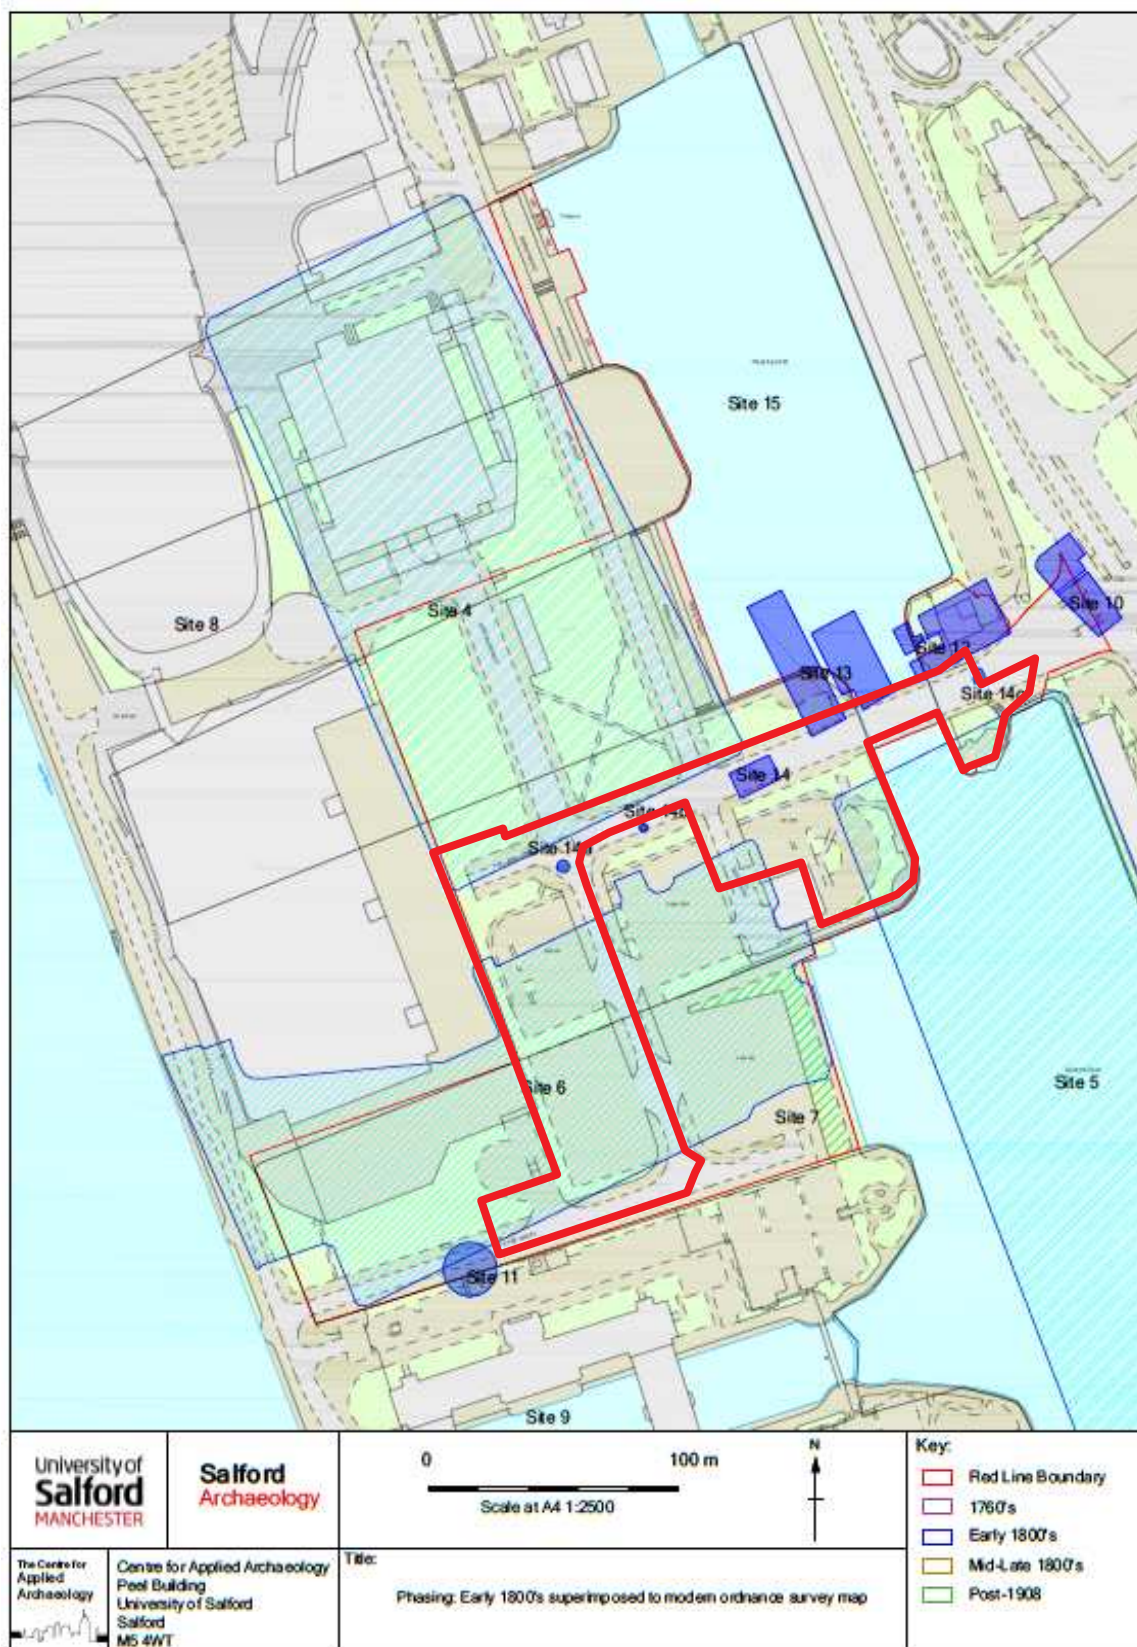 Site 15
Site 4
Site 8
Site 10
Site 12
Site 13
Site 14c
Site 14
Site 14b
Site 14a
Site 6
Site 5
Site 7
Site 11
Site 9
University of
Salford
MANCHESTER
Salford
Archaeology
0 100 m
Scale at A4 1:2500
N
Key:
Red Line Boundary
1760's
Early 1800's
Mid-Late 1800's
Post-1908
The Centre for
Applied
Archaeology
Centre for Applied Archaeology
Peel Building
University of Salford
Salford
M5 4WT
Title:
Phasing: Early 1800's superimposed to modern ordnance survey map